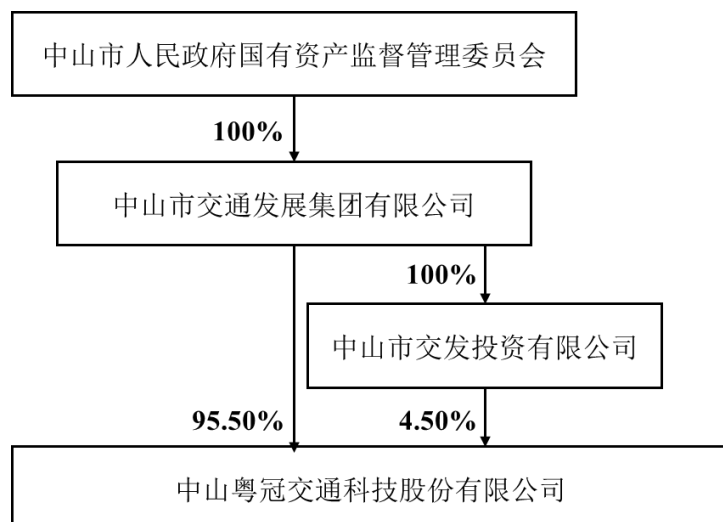 中山市人民政府国有资产监督管理委员会
100%
中山市交通发展集团有限公司
100%
中山市交发投资有限公司
95.50%
4.50%
中山粤冠交通科技股份有限公司